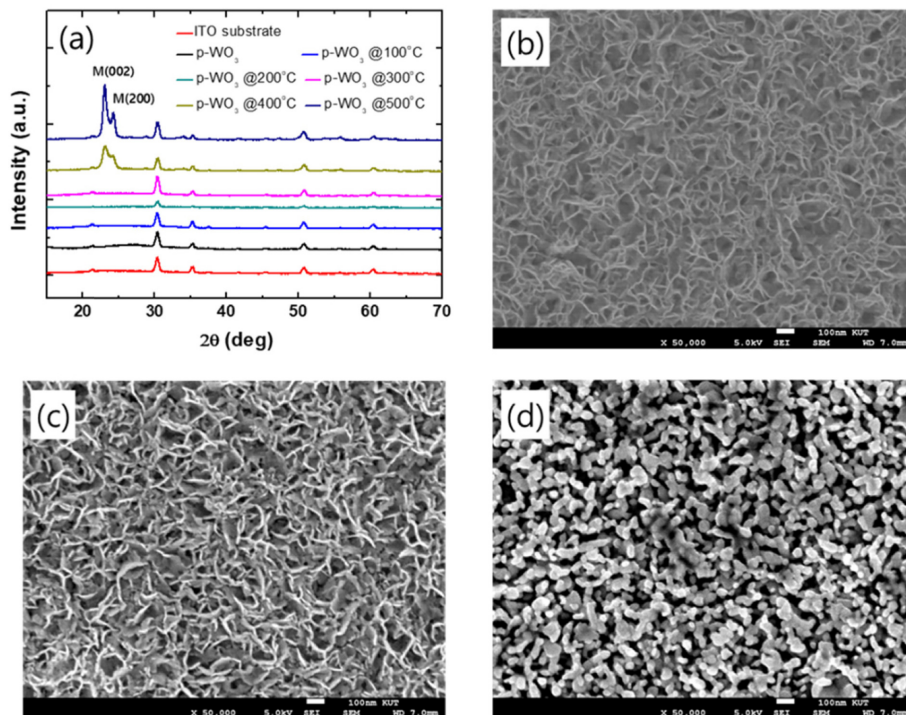 (a)
ITO substrate
p-WO3 p-WO3 @100°C
p-WO3 @200°C p-WO3 @300°C
p-WO3 @400°C p-WO3 @500°C
M(002)
M(200)
Intensity (a.u.)
20 30 40 50 60 70
2θ (deg)
(b)
100nm KUT
X 50,000 5.0kV SEI SEM WD 7.0mm
(c)
100nm KUT
X 50,000 5.0kV SEI SEM WD 7.0mm
(d)
100nm KUT
X 50,000 5.0kV SEI SEM WD 7.0mm